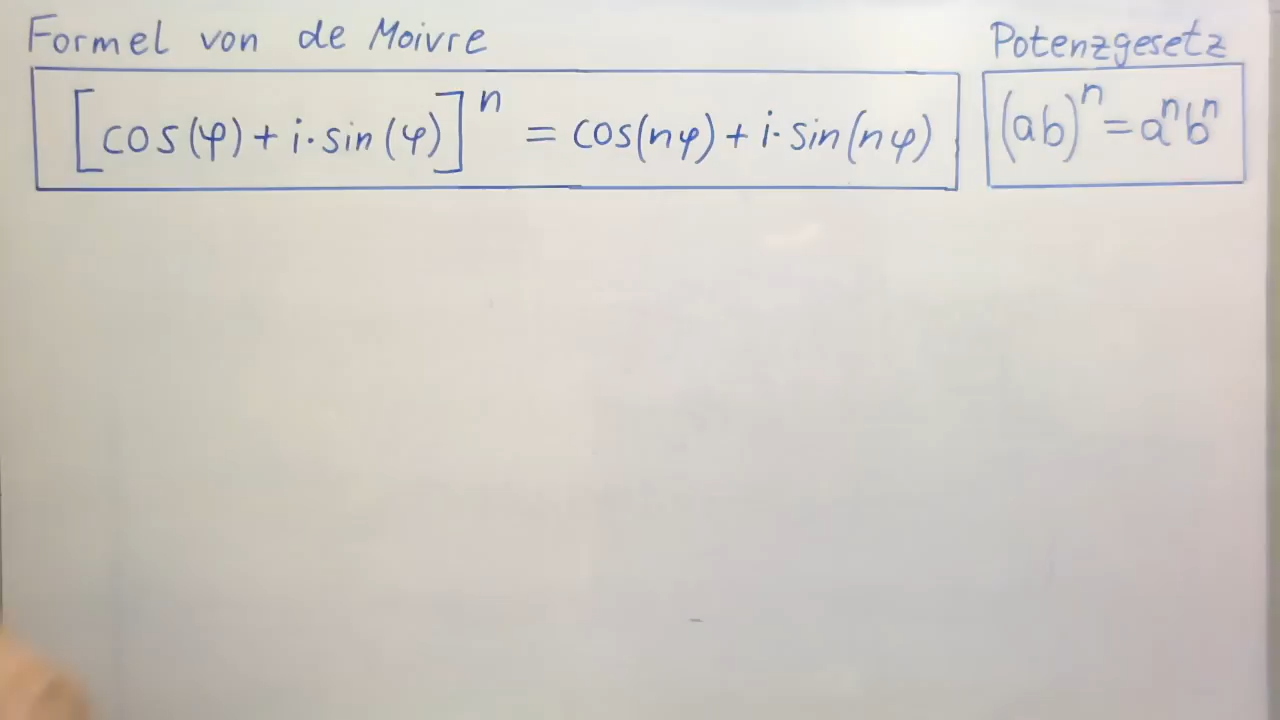 Formel von de Moivre
[cos(φ) + i·sin(φ)]ⁿ = cos(nφ) + i·sin(nφ)
Potenzgesetz
(ab)ⁿ = aⁿbⁿ